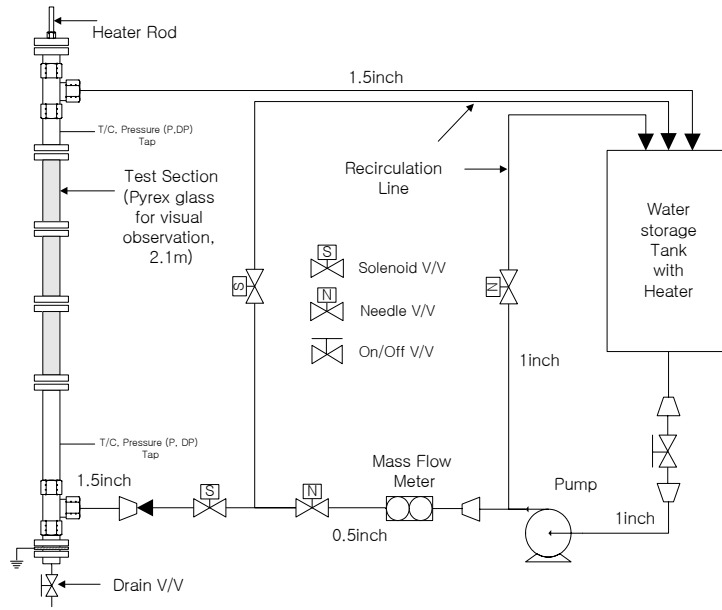 Heater Rod
1.5inch
T/C, Pressure (P,DP)
Tap
Test Section
(Pyrex glass
for visual
observation,
2.1m)
Recirculation
Line
Water
storage
Tank
with
Heater
S
Solenoid V/V
S
N
N
Needle V/V
On/Off V/V
1inch
T/C, Pressure (P, DP)
Tap
1.5inch
S
N
Mass Flow
Meter
Pump
0.5inch
1inch
Drain V/V